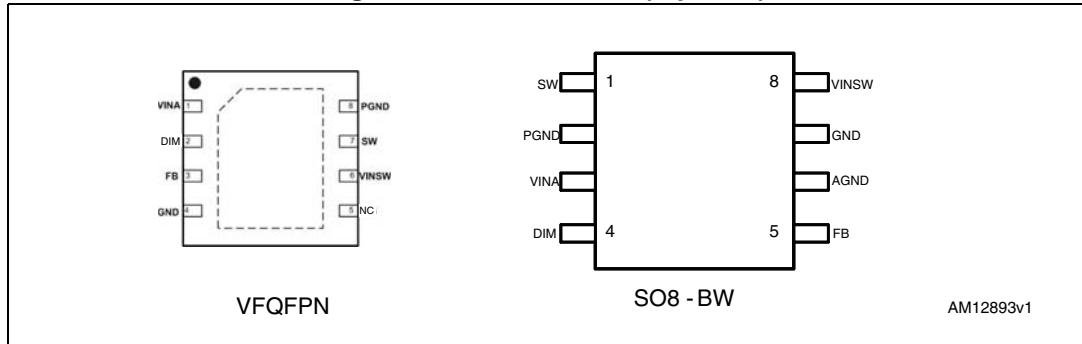 VINA 1
DIM 2
FB 3
GND 4
8 PGND
7 SW
6 VINSW
5 NC
VFQFPN
SW 1
PGND
VINA
DIM 4
8 VINSW
GND
AGND
5 FB
SO8 - BW
AM12893v1